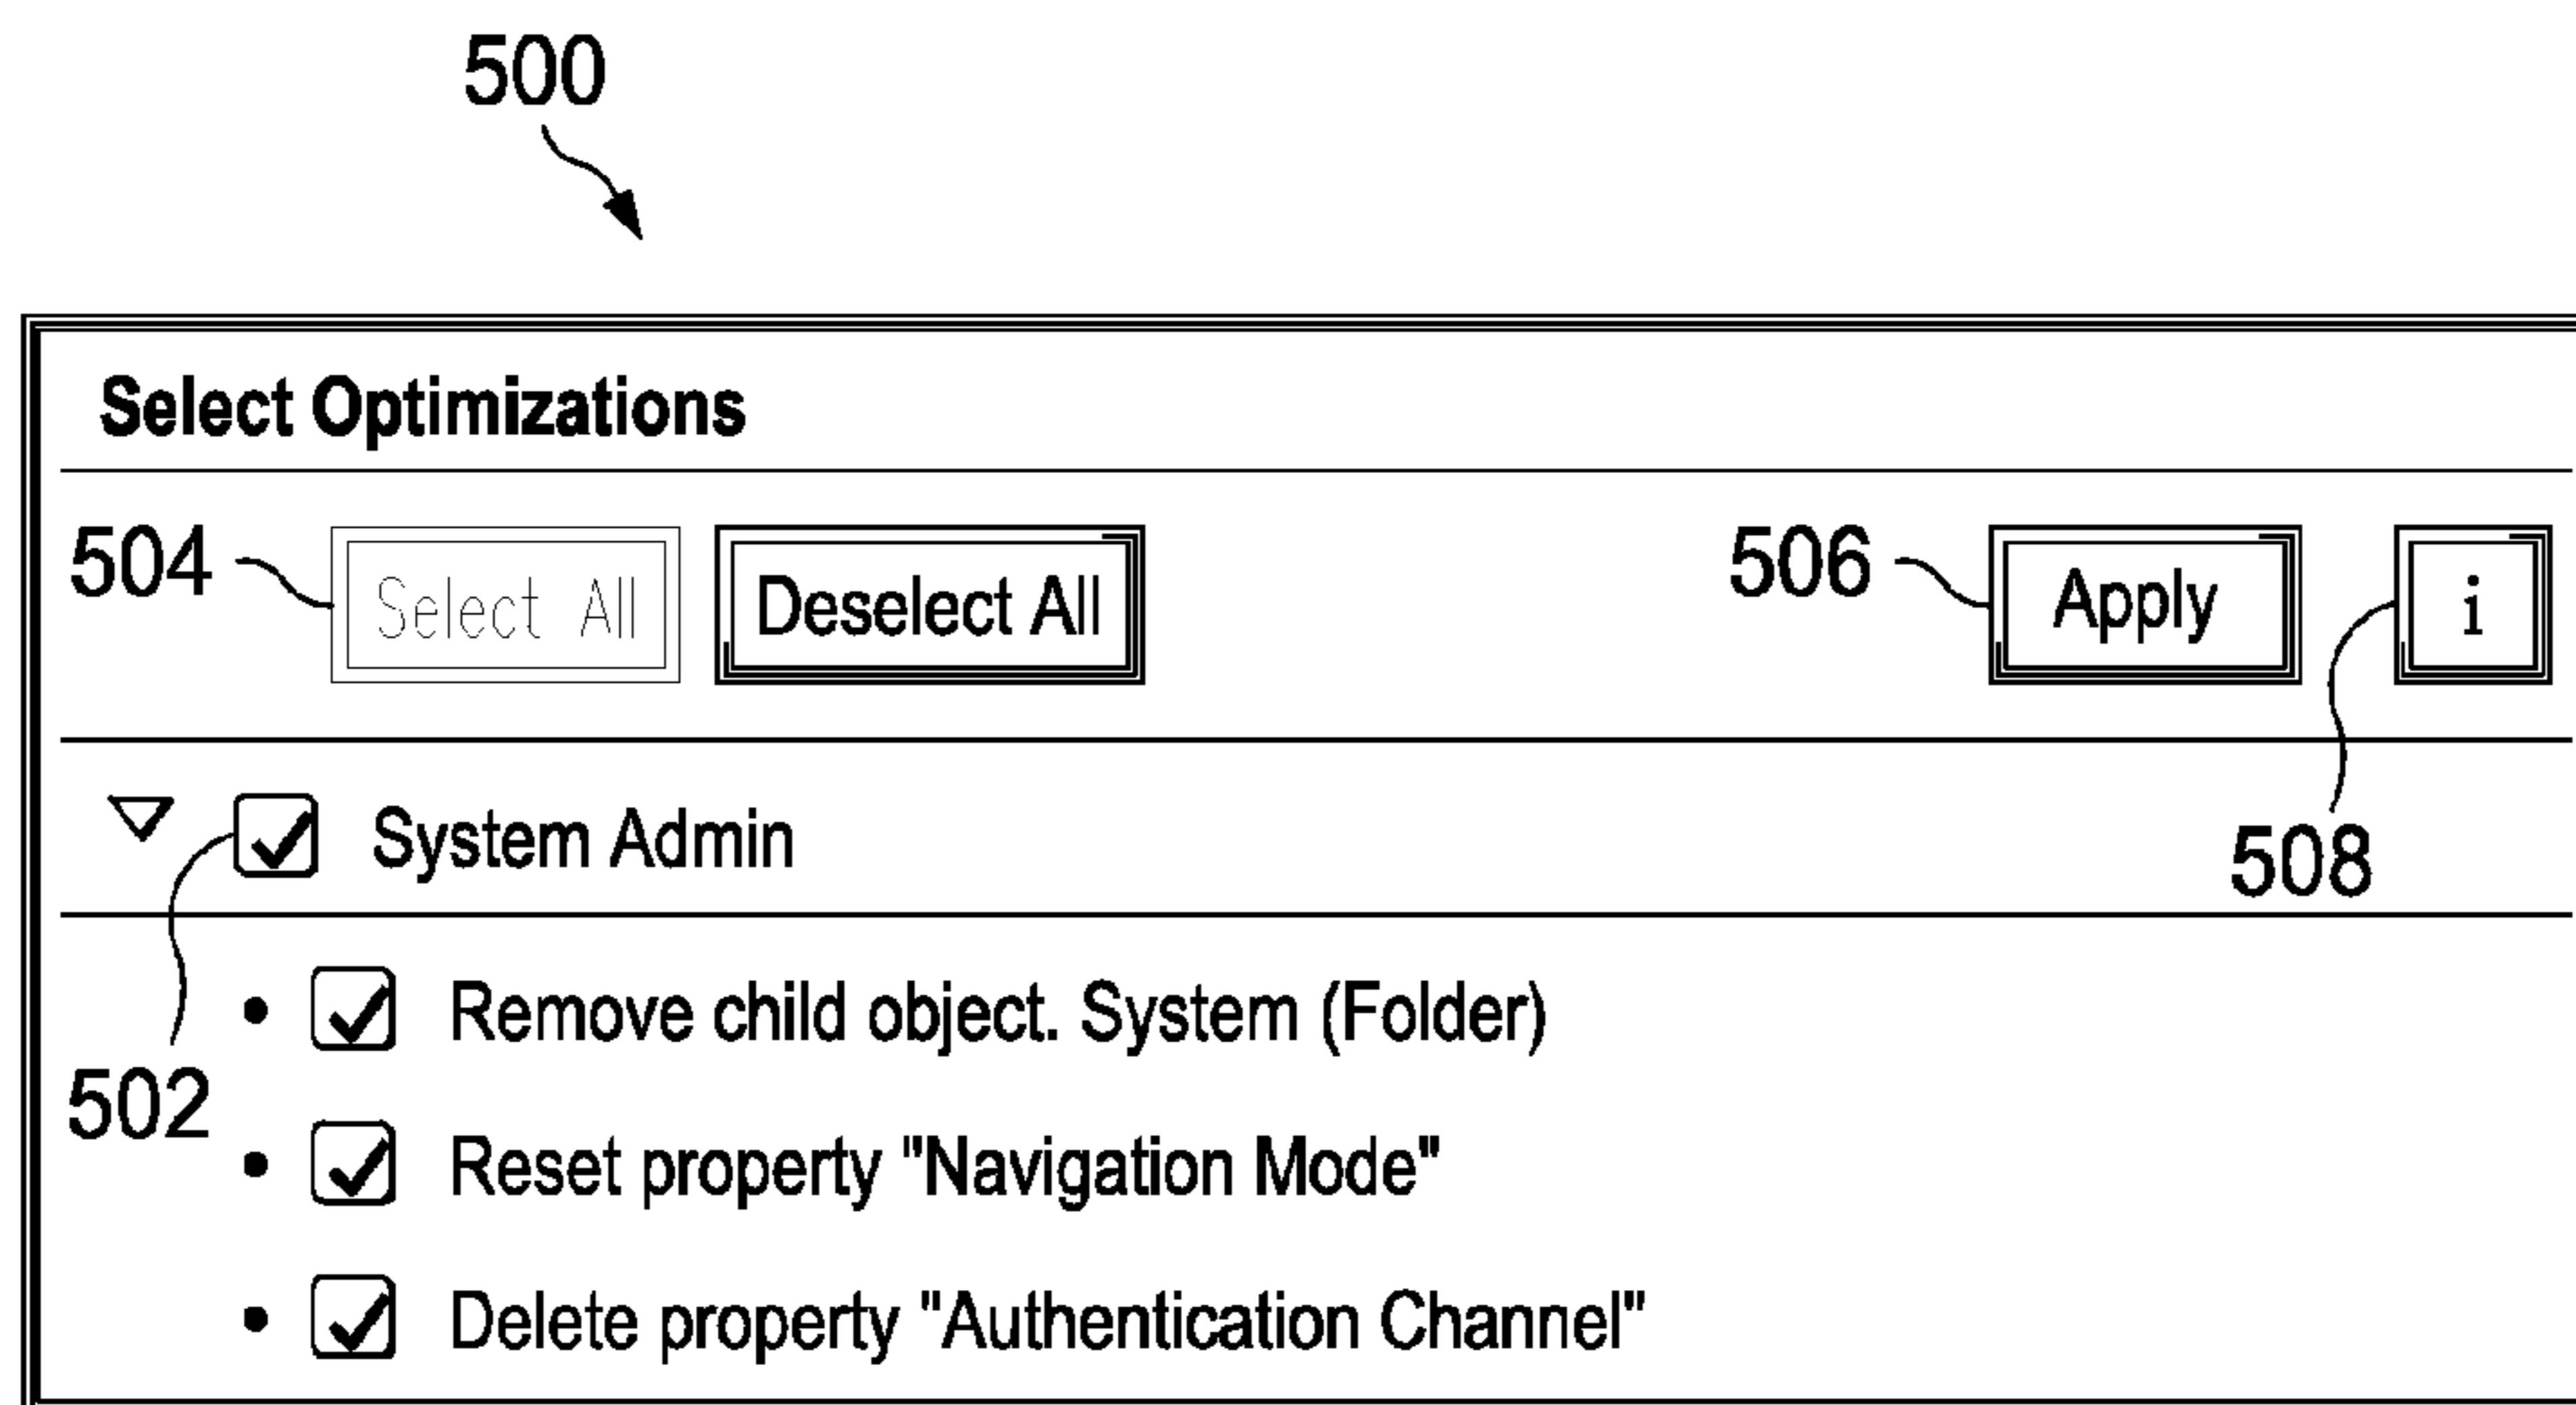 500
Select Optimizations
504 Select All Deselect All 506 Apply i
System Admin
508
Remove child object. System (Folder)
502
Reset property "Navigation Mode"
Delete property "Authentication Channel"